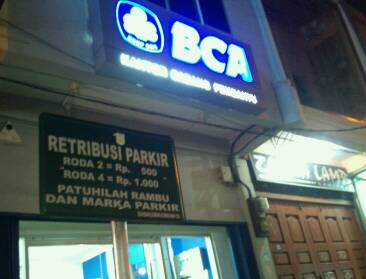 BCA
KANTOR CABANG PEMBANTU
RETRIBUSI PARKIR
RODA 2 = Rp. 500
RODA 4 = Rp. 1.000
PATUHILAH RAMBU
DAN MARKA PARKIR